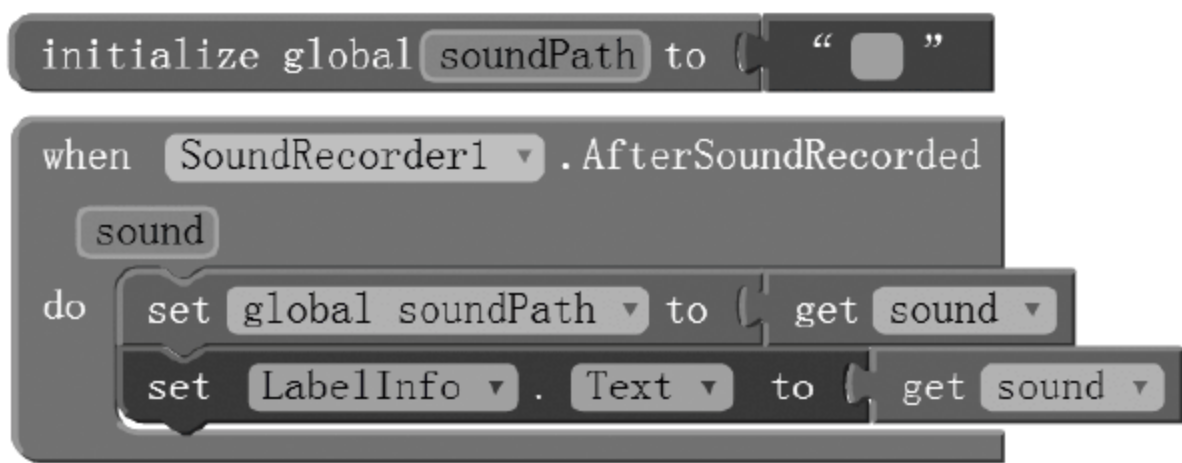 initialize global soundPath to “ ”
when SoundRecorder1 .AfterSoundRecorded
sound
do set global soundPath to get sound
set LabelInfo . Text to get sound